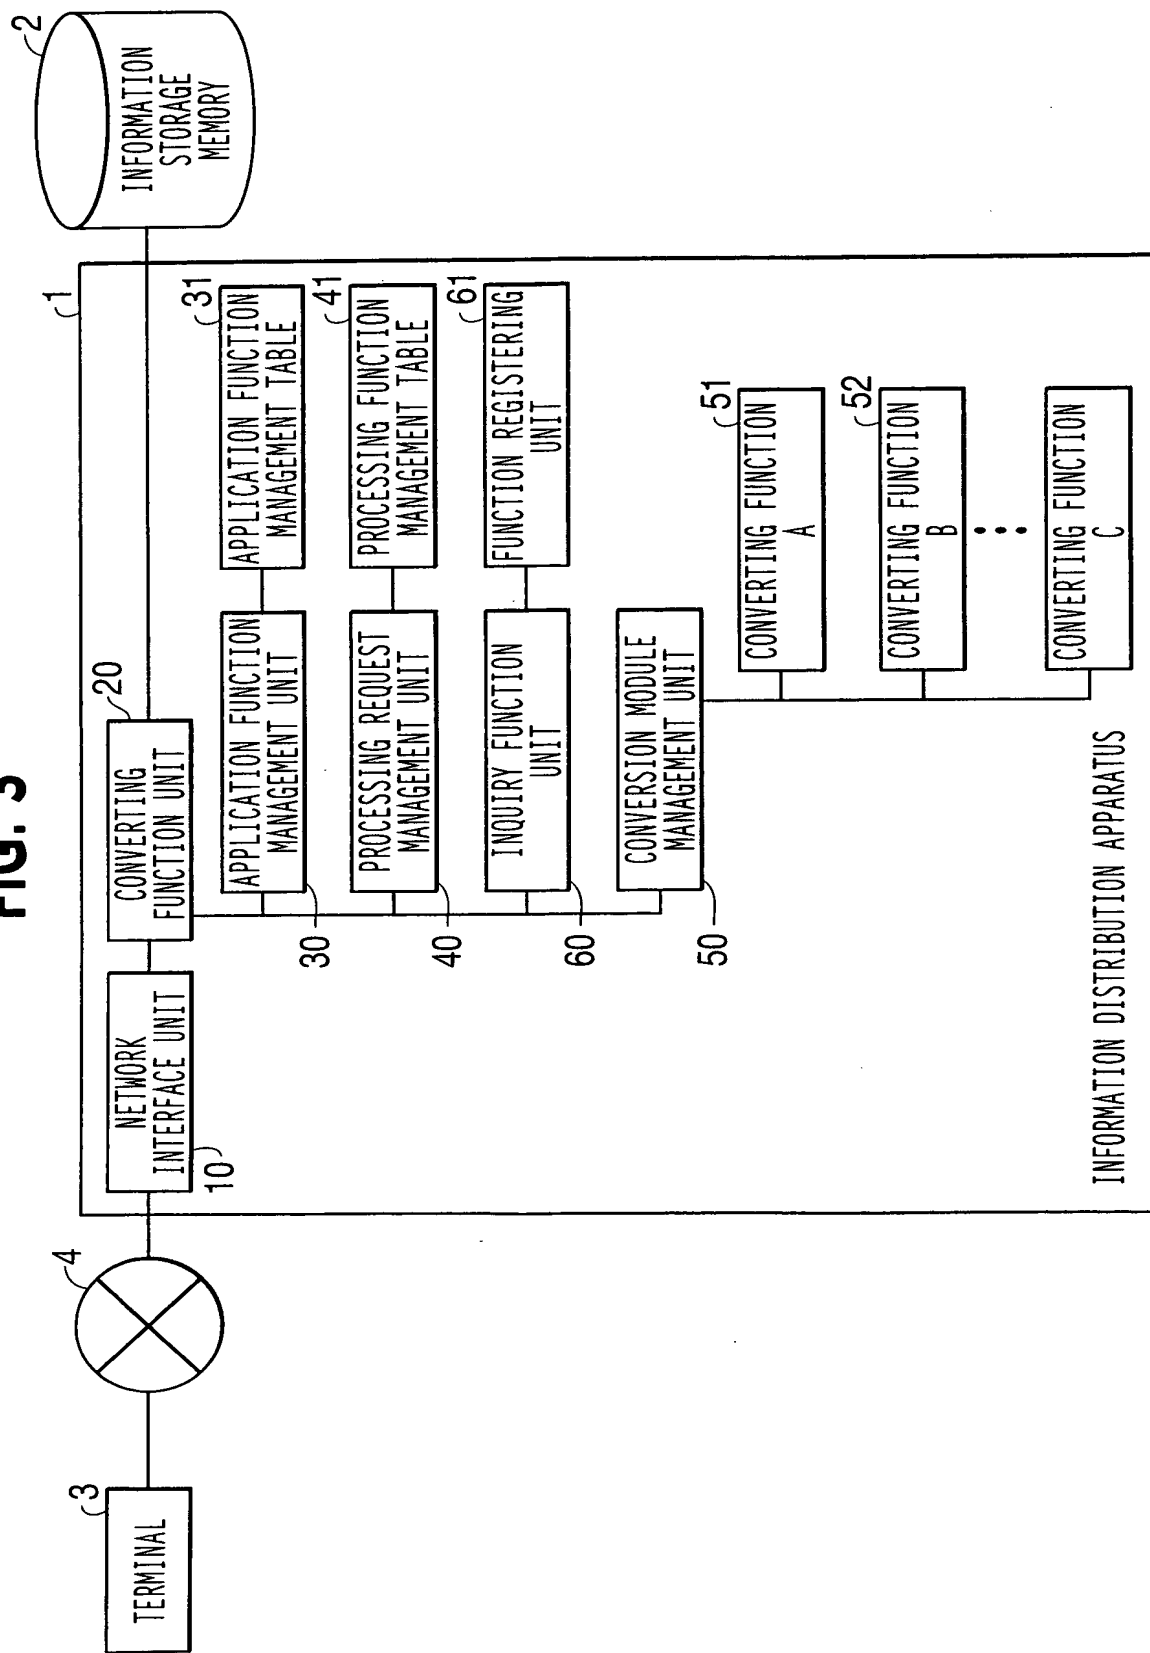 FIG. 3
3
TERMINAL
4
1
NETWORK
INTERFACE UNIT
10
CONVERTING
FUNCTION UNIT
20
2
INFORMATION
STORAGE
MEMORY
APPLICATION FUNCTION
MANAGEMENT UNIT
30
APPLICATION FUNCTION
MANAGEMENT TABLE
31
PROCESSING REQUEST
MANAGEMENT UNIT
40
PROCESSING FUNCTION
MANAGEMENT TABLE
41
INQUIRY FUNCTION
UNIT
60
FUNCTION REGISTERING
UNIT
61
CONVERSION MODULE
MANAGEMENT UNIT
50
CONVERTING FUNCTION
A
51
CONVERTING FUNCTION
B
52
CONVERTING FUNCTION
C
INFORMATION DISTRIBUTION APPARATUS